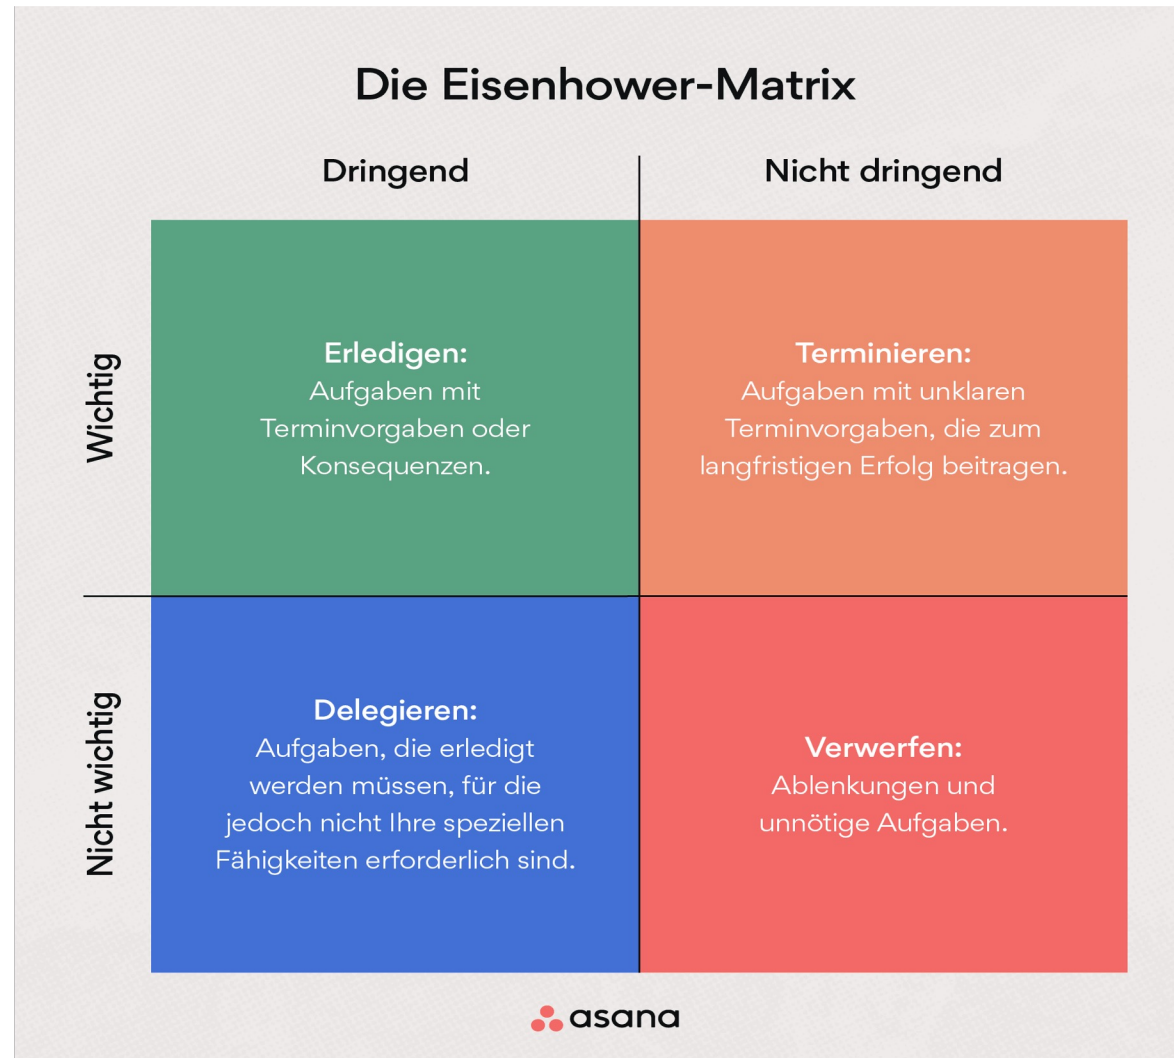 Die Eisenhower-Matrix
Dringend
Nicht dringend
Wichtig
Erledigen:
Aufgaben mit
Terminvorgaben oder
Konsequenzen.
Terminieren:
Aufgaben mit unklaren
Terminvorgaben, die zum
langfristigen Erfolg beitragen.
Nicht wichtig
Delegieren:
Aufgaben, die erledigt
werden müssen, für die
jedoch nicht Ihre speziellen
Fähigkeiten erforderlich sind.
Verwerfen:
Ablenkungen und
unnötige Aufgaben.
asana